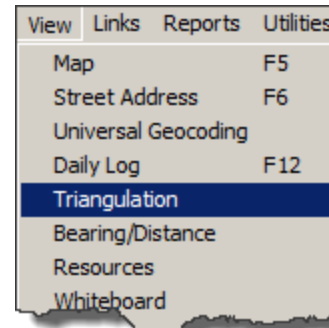 View Links Reports Utilities
Map F5
Street Address F6
Universal Geocoding
Daily Log F12
Triangulation
Bearing/Distance
Resources
Whiteboard